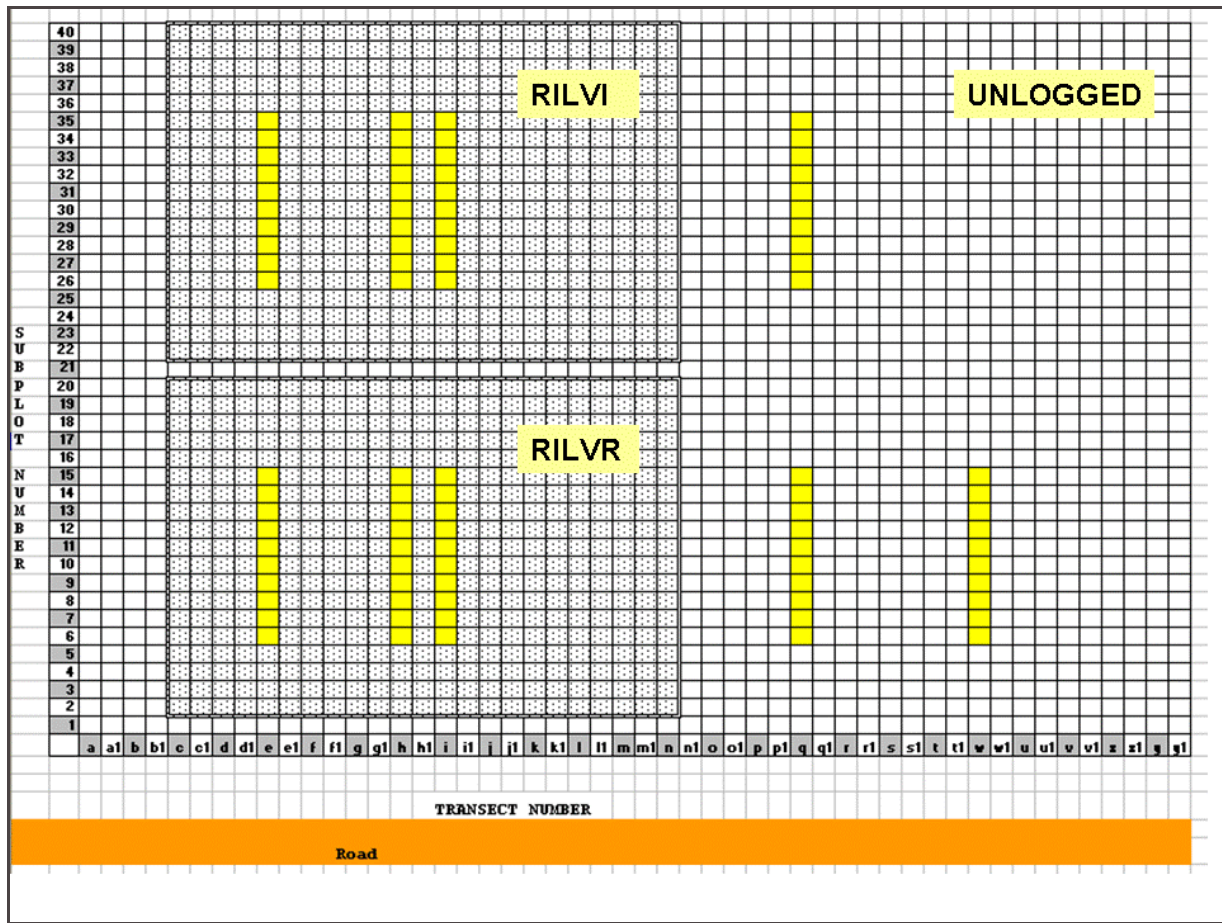 40
39
38
37
RILVI
UNLOGGED
36
35
34
33
32
31
30
29
28
27
26
25
24
S 23
U 22
B 21
P 20
L 19
O 18
T 17
RILVR
16
N 15
U 14
M 13
B 12
E 11
R 10
9
8
7
6
5
4
3
2
1
a a1 b b1 c c1 d d1 e e1 f f1 g g1 h h1 i i1 j j1 k k1 l l1 m m1 n n1 o o1 p p1 q q1 r r1 s s1 t t1 w w1 u u1 v v1 z z1 y y1
TRANSECT NUMBER
Road